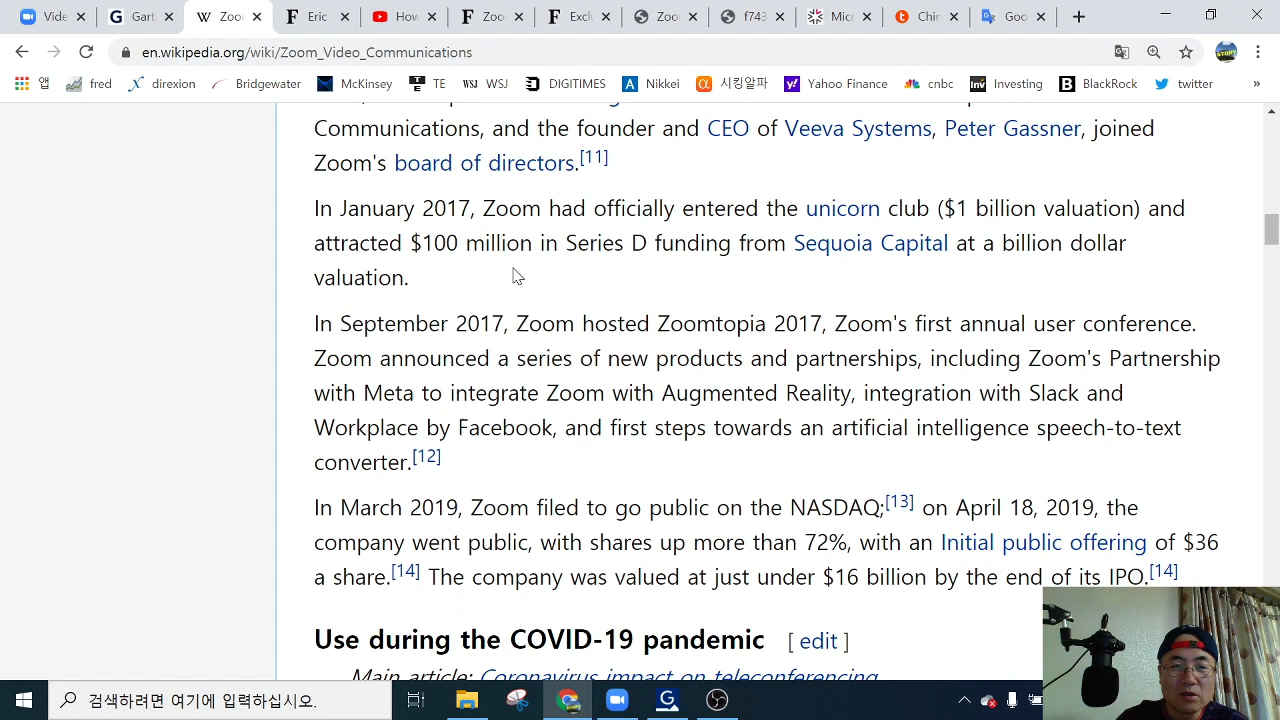 Vide
Gart
W Zoo
F Eric
How
F Zoo
F Exclu
Zoo
f743
Micr
Chin
Goo
en.wikipedia.org/wiki/Zoom_Video_Communications
앱 fred direxion Bridgewater McKinsey TE WSJ DIGITIMES Nikkei 시킹알파 Yahoo Finance cnbc Investing BlackRock twitter »
Communications, and the founder and CEO of Veeva Systems, Peter Gassner, joined
Zoom's board of directors.[11]
In January 2017, Zoom had officially entered the unicorn club ($1 billion valuation) and
attracted $100 million in Series D funding from Sequoia Capital at a billion dollar
valuation.
In September 2017, Zoom hosted Zoomtopia 2017, Zoom's first annual user conference.
Zoom announced a series of new products and partnerships, including Zoom's Partnership
with Meta to integrate Zoom with Augmented Reality, integration with Slack and
Workplace by Facebook, and first steps towards an artificial intelligence speech-to-text
converter.[12]
In March 2019, Zoom filed to go public on the NASDAQ;[13] on April 18, 2019, the
company went public, with shares up more than 72%, with an Initial public offering of $36
a share.[14] The company was valued at just under $16 billion by the end of its IPO.[14]
Use during the COVID-19 pandemic [ edit ]
Main article: Coronavirus impact on teleconferencing
검색하려면 여기에 입력하십시오.